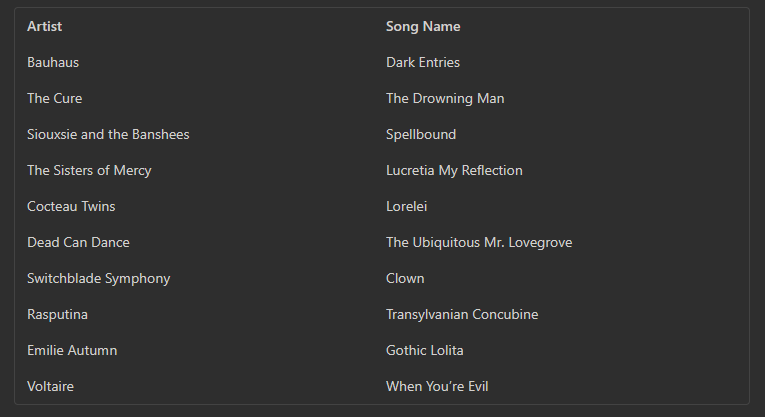 Artist Song Name
Bauhaus Dark Entries
The Cure The Drowning Man
Siouxsie and the Banshees Spellbound
The Sisters of Mercy Lucretia My Reflection
Cocteau Twins Lorelei
Dead Can Dance The Ubiquitous Mr. Lovegrove
Switchblade Symphony Clown
Rasputina Transylvanian Concubine
Emilie Autumn Gothic Lolita
Voltaire When You’re Evil